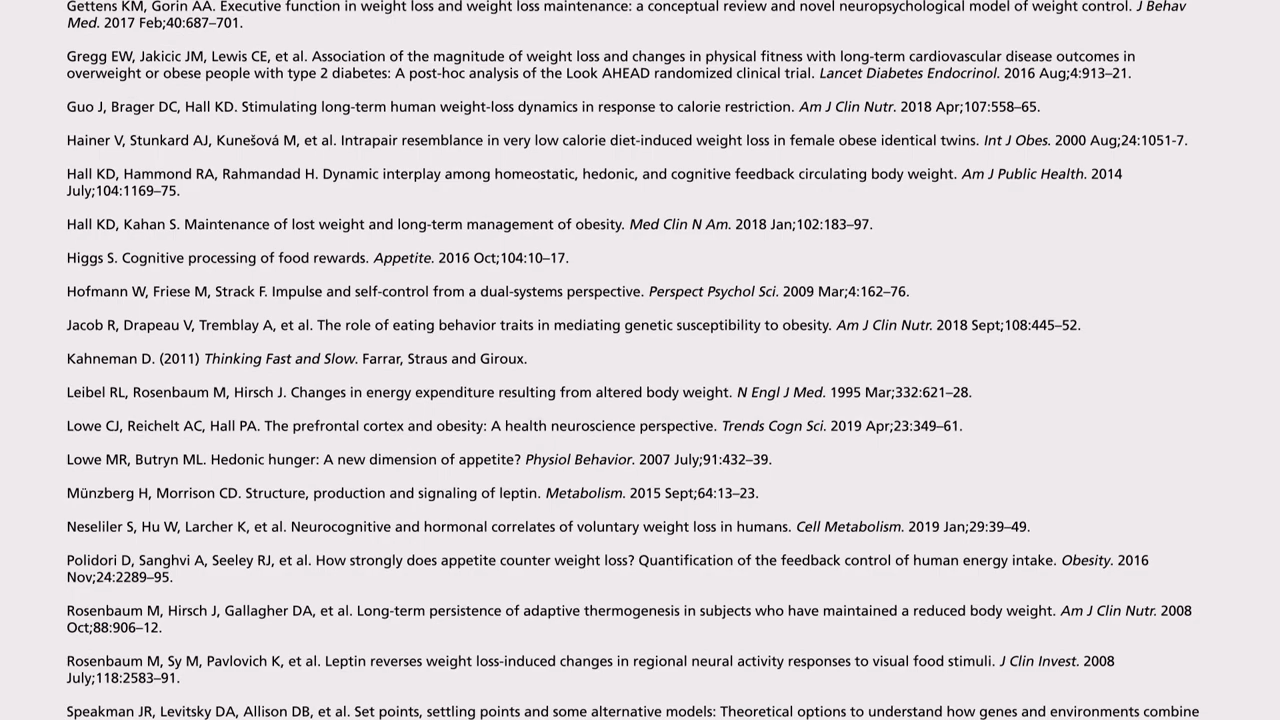 Gettens KM, Gorin AA. Executive function in weight loss and weight loss maintenance: a conceptual review and novel neuropsychological model of weight control. J Behav
Med. 2017 Feb;40:687–701.
Gregg EW, Jakicic JM, Lewis CE, et al. Association of the magnitude of weight loss and changes in physical fitness with long-term cardiovascular disease outcomes in
overweight or obese people with type 2 diabetes: A post-hoc analysis of the Look AHEAD randomized clinical trial. Lancet Diabetes Endocrinol. 2016 Aug;4:913–21.
Guo J, Brager DC, Hall KD. Stimulating long-term human weight-loss dynamics in response to calorie restriction. Am J Clin Nutr. 2018 Apr;107:558–65.
Hainer V, Stunkard AJ, Kunešová M, et al. Intrapair resemblance in very low calorie diet-induced weight loss in female obese identical twins. Int J Obes. 2000 Aug;24:1051-7.
Hall KD, Hammond RA, Rahmandad H. Dynamic interplay among homeostatic, hedonic, and cognitive feedback circulating body weight. Am J Public Health. 2014
July;104:1169–75.
Hall KD, Kahan S. Maintenance of lost weight and long-term management of obesity. Med Clin N Am. 2018 Jan;102:183–97.
Higgs S. Cognitive processing of food rewards. Appetite. 2016 Oct;104:10–17.
Hofmann W, Friese M, Strack F. Impulse and self-control from a dual-systems perspective. Perspect Psychol Sci. 2009 Mar;4:162–76.
Jacob R, Drapeau V, Tremblay A, et al. The role of eating behavior traits in mediating genetic susceptibility to obesity. Am J Clin Nutr. 2018 Sept;108:445–52.
Kahneman D. (2011) Thinking Fast and Slow. Farrar, Straus and Giroux.
Leibel RL, Rosenbaum M, Hirsch J. Changes in energy expenditure resulting from altered body weight. N Engl J Med. 1995 Mar;332:621–28.
Lowe CJ, Reichelt AC, Hall PA. The prefrontal cortex and obesity: A health neuroscience perspective. Trends Cogn Sci. 2019 Apr;23:349–61.
Lowe MR, Butryn ML. Hedonic hunger: A new dimension of appetite? Physiol Behavior. 2007 July;91:432–39.
Münzberg H, Morrison CD. Structure, production and signaling of leptin. Metabolism. 2015 Sept;64:13–23.
Neseliler S, Hu W, Larcher K, et al. Neurocognitive and hormonal correlates of voluntary weight loss in humans. Cell Metabolism. 2019 Jan;29:39–49.
Polidori D, Sanghvi A, Seeley RJ, et al. How strongly does appetite counter weight loss? Quantification of the feedback control of human energy intake. Obesity. 2016
Nov;24:2289–95.
Rosenbaum M, Hirsch J, Gallagher DA, et al. Long-term persistence of adaptive thermogenesis in subjects who have maintained a reduced body weight. Am J Clin Nutr. 2008
Oct;88:906–12.
Rosenbaum M, Sy M, Pavlovich K, et al. Leptin reverses weight loss-induced changes in regional neural activity responses to visual food stimuli. J Clin Invest. 2008
July;118:2583–91.
Speakman JR, Levitsky DA, Allison DB, et al. Set points, settling points and some alternative models: Theoretical options to understand how genes and environments combine